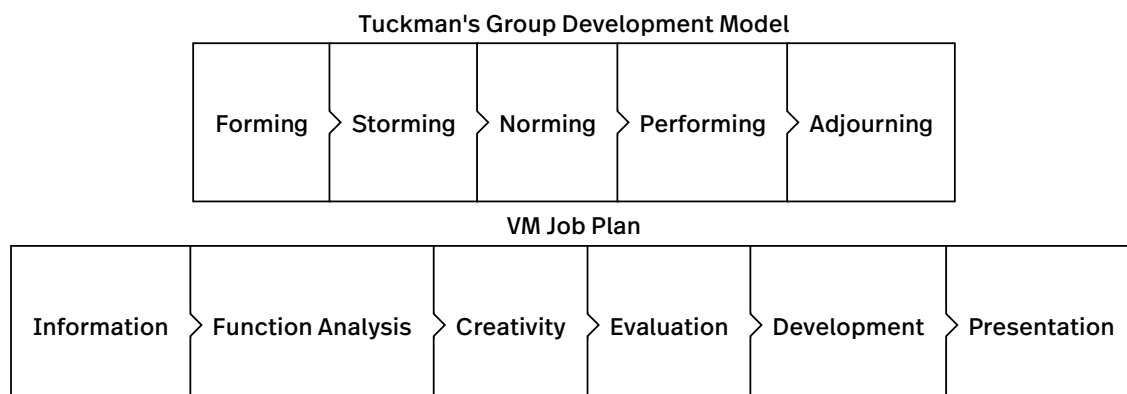 Tuckman's Group Development Model
Forming Storming Norming Performing Adjourning
VM Job Plan
Information Function Analysis Creativity Evaluation Development Presentation